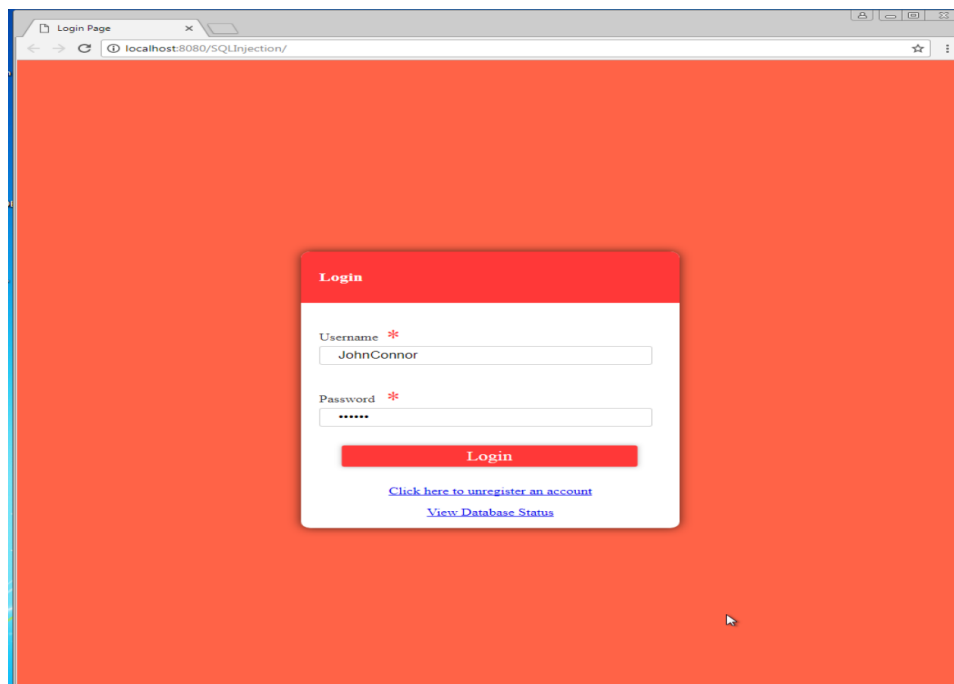 Login Page
localhost:8080/SQLInjection/
Login
Username *
JohnConnor
Password *
••••••
Login
Click here to unregister an account
View Database Status